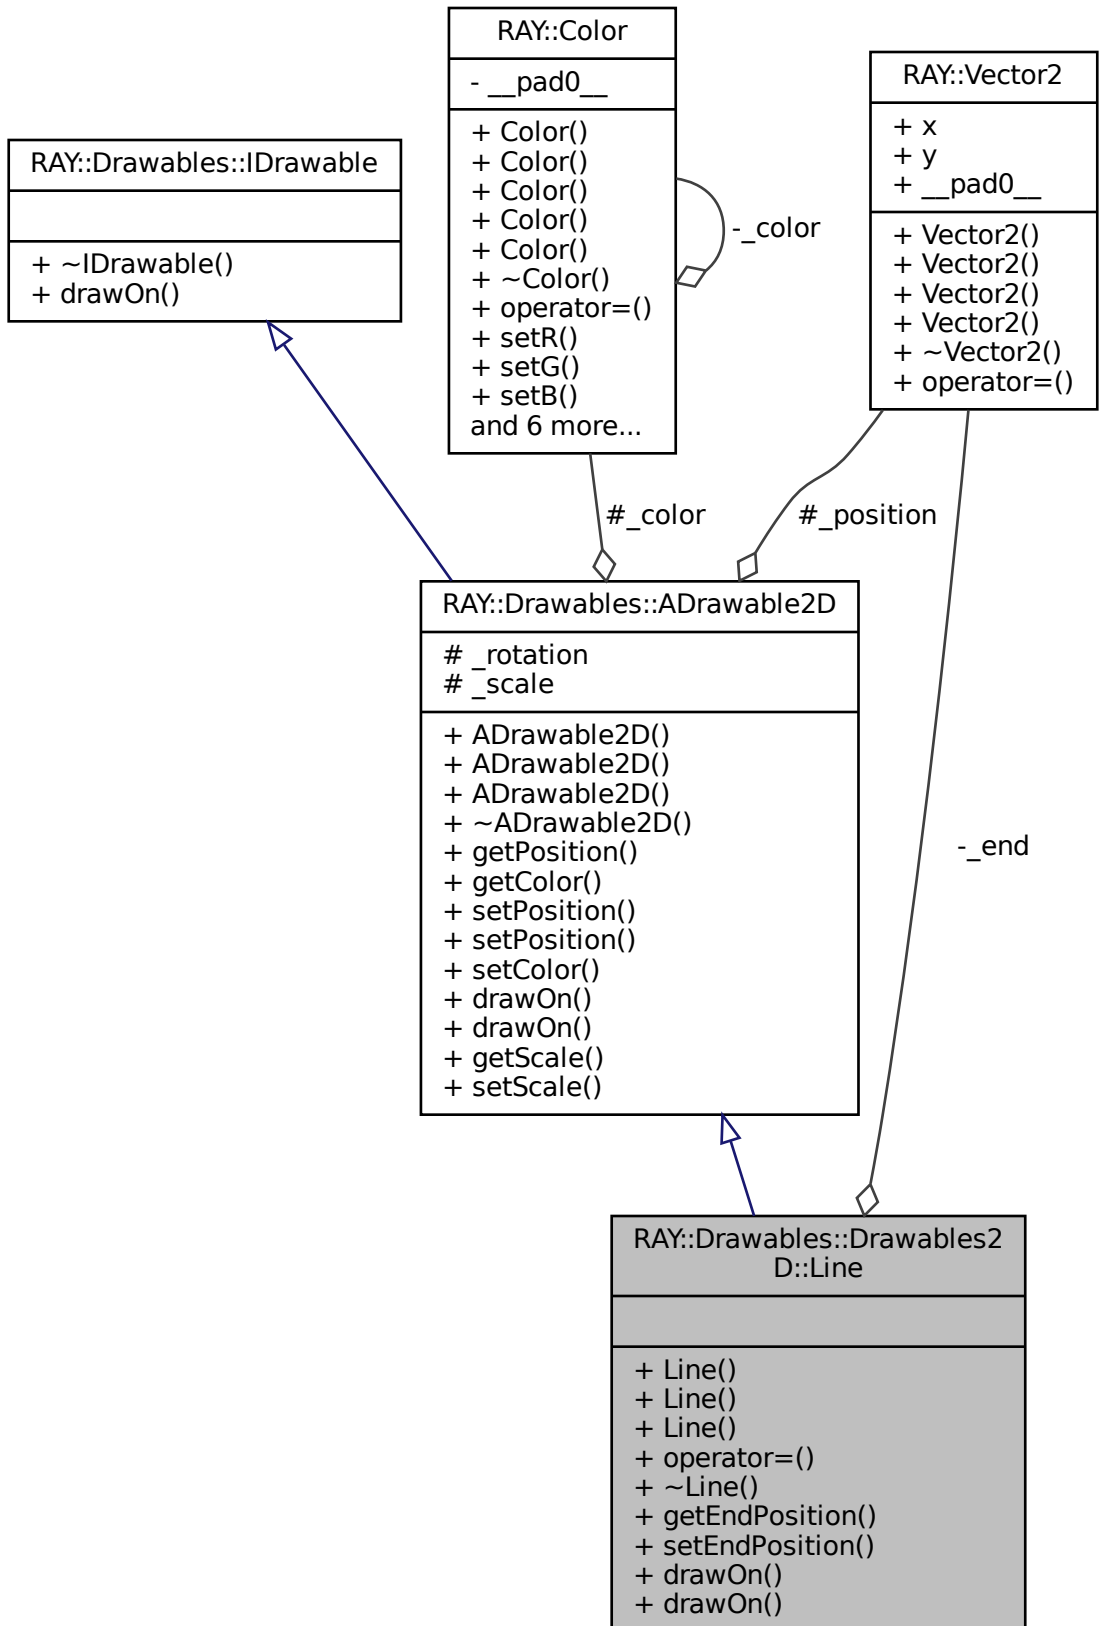 RAY::Color
- __pad0__
+ Color()
+ Color()
+ Color()
+ Color()
+ Color()
+ ~Color()
+ operator=()
+ setR()
+ setG()
+ setB()
and 6 more...
-_color
RAY::Vector2
+ x
+ y
+ __pad0__
+ Vector2()
+ Vector2()
+ Vector2()
+ Vector2()
+ ~Vector2()
+ operator=()
RAY::Drawables::IDrawable
+ ~IDrawable()
+ drawOn()
#_color
#_position
RAY::Drawables::ADrawable2D
# _rotation
# _scale
+ ADrawable2D()
+ ADrawable2D()
+ ADrawable2D()
+ ~ADrawable2D()
+ getPosition()
+ getColor()
+ setPosition()
+ setPosition()
+ setColor()
+ drawOn()
+ drawOn()
+ getScale()
+ setScale()
-_end
RAY::Drawables::Drawables2
D::Line
+ Line()
+ Line()
+ Line()
+ operator=()
+ ~Line()
+ getEndPosition()
+ setEndPosition()
+ drawOn()
+ drawOn()